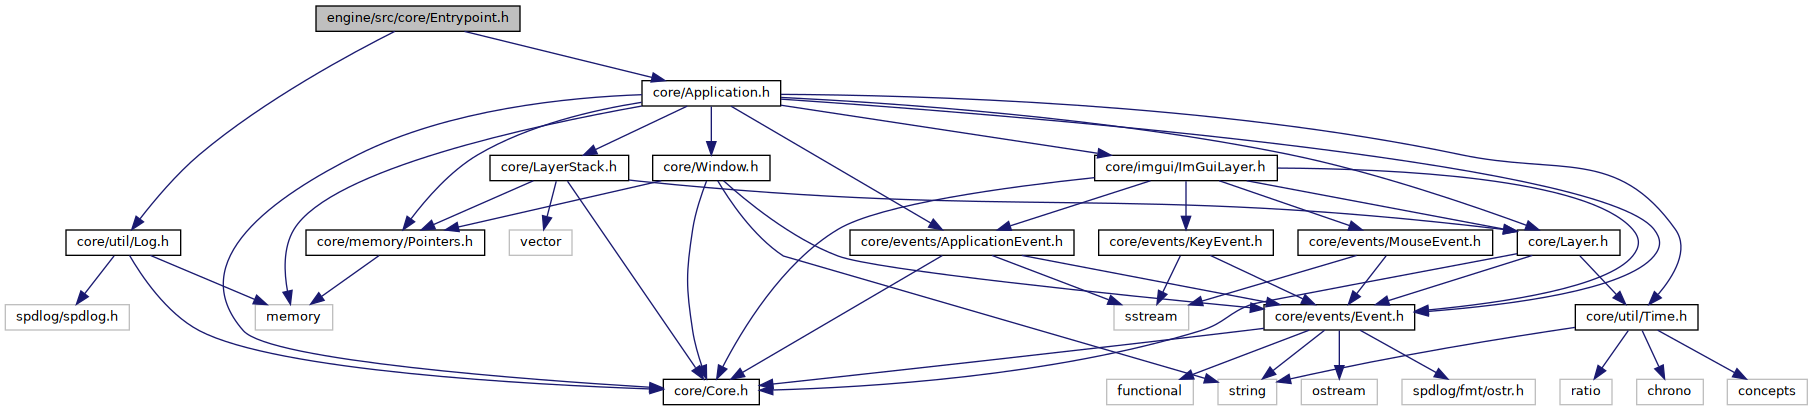 engine/src/core/Entrypoint.h
core/Application.h
core/LayerStack.h
core/Window.h
core/imgui/ImGuiLayer.h
core/util/Log.h
core/memory/Pointers.h
vector
core/events/ApplicationEvent.h
core/events/KeyEvent.h
core/events/MouseEvent.h
core/Layer.h
spdlog/spdlog.h
memory
sstream
core/events/Event.h
core/util/Time.h
core/Core.h
functional
string
ostream
spdlog/fmt/ostr.h
ratio
chrono
concepts